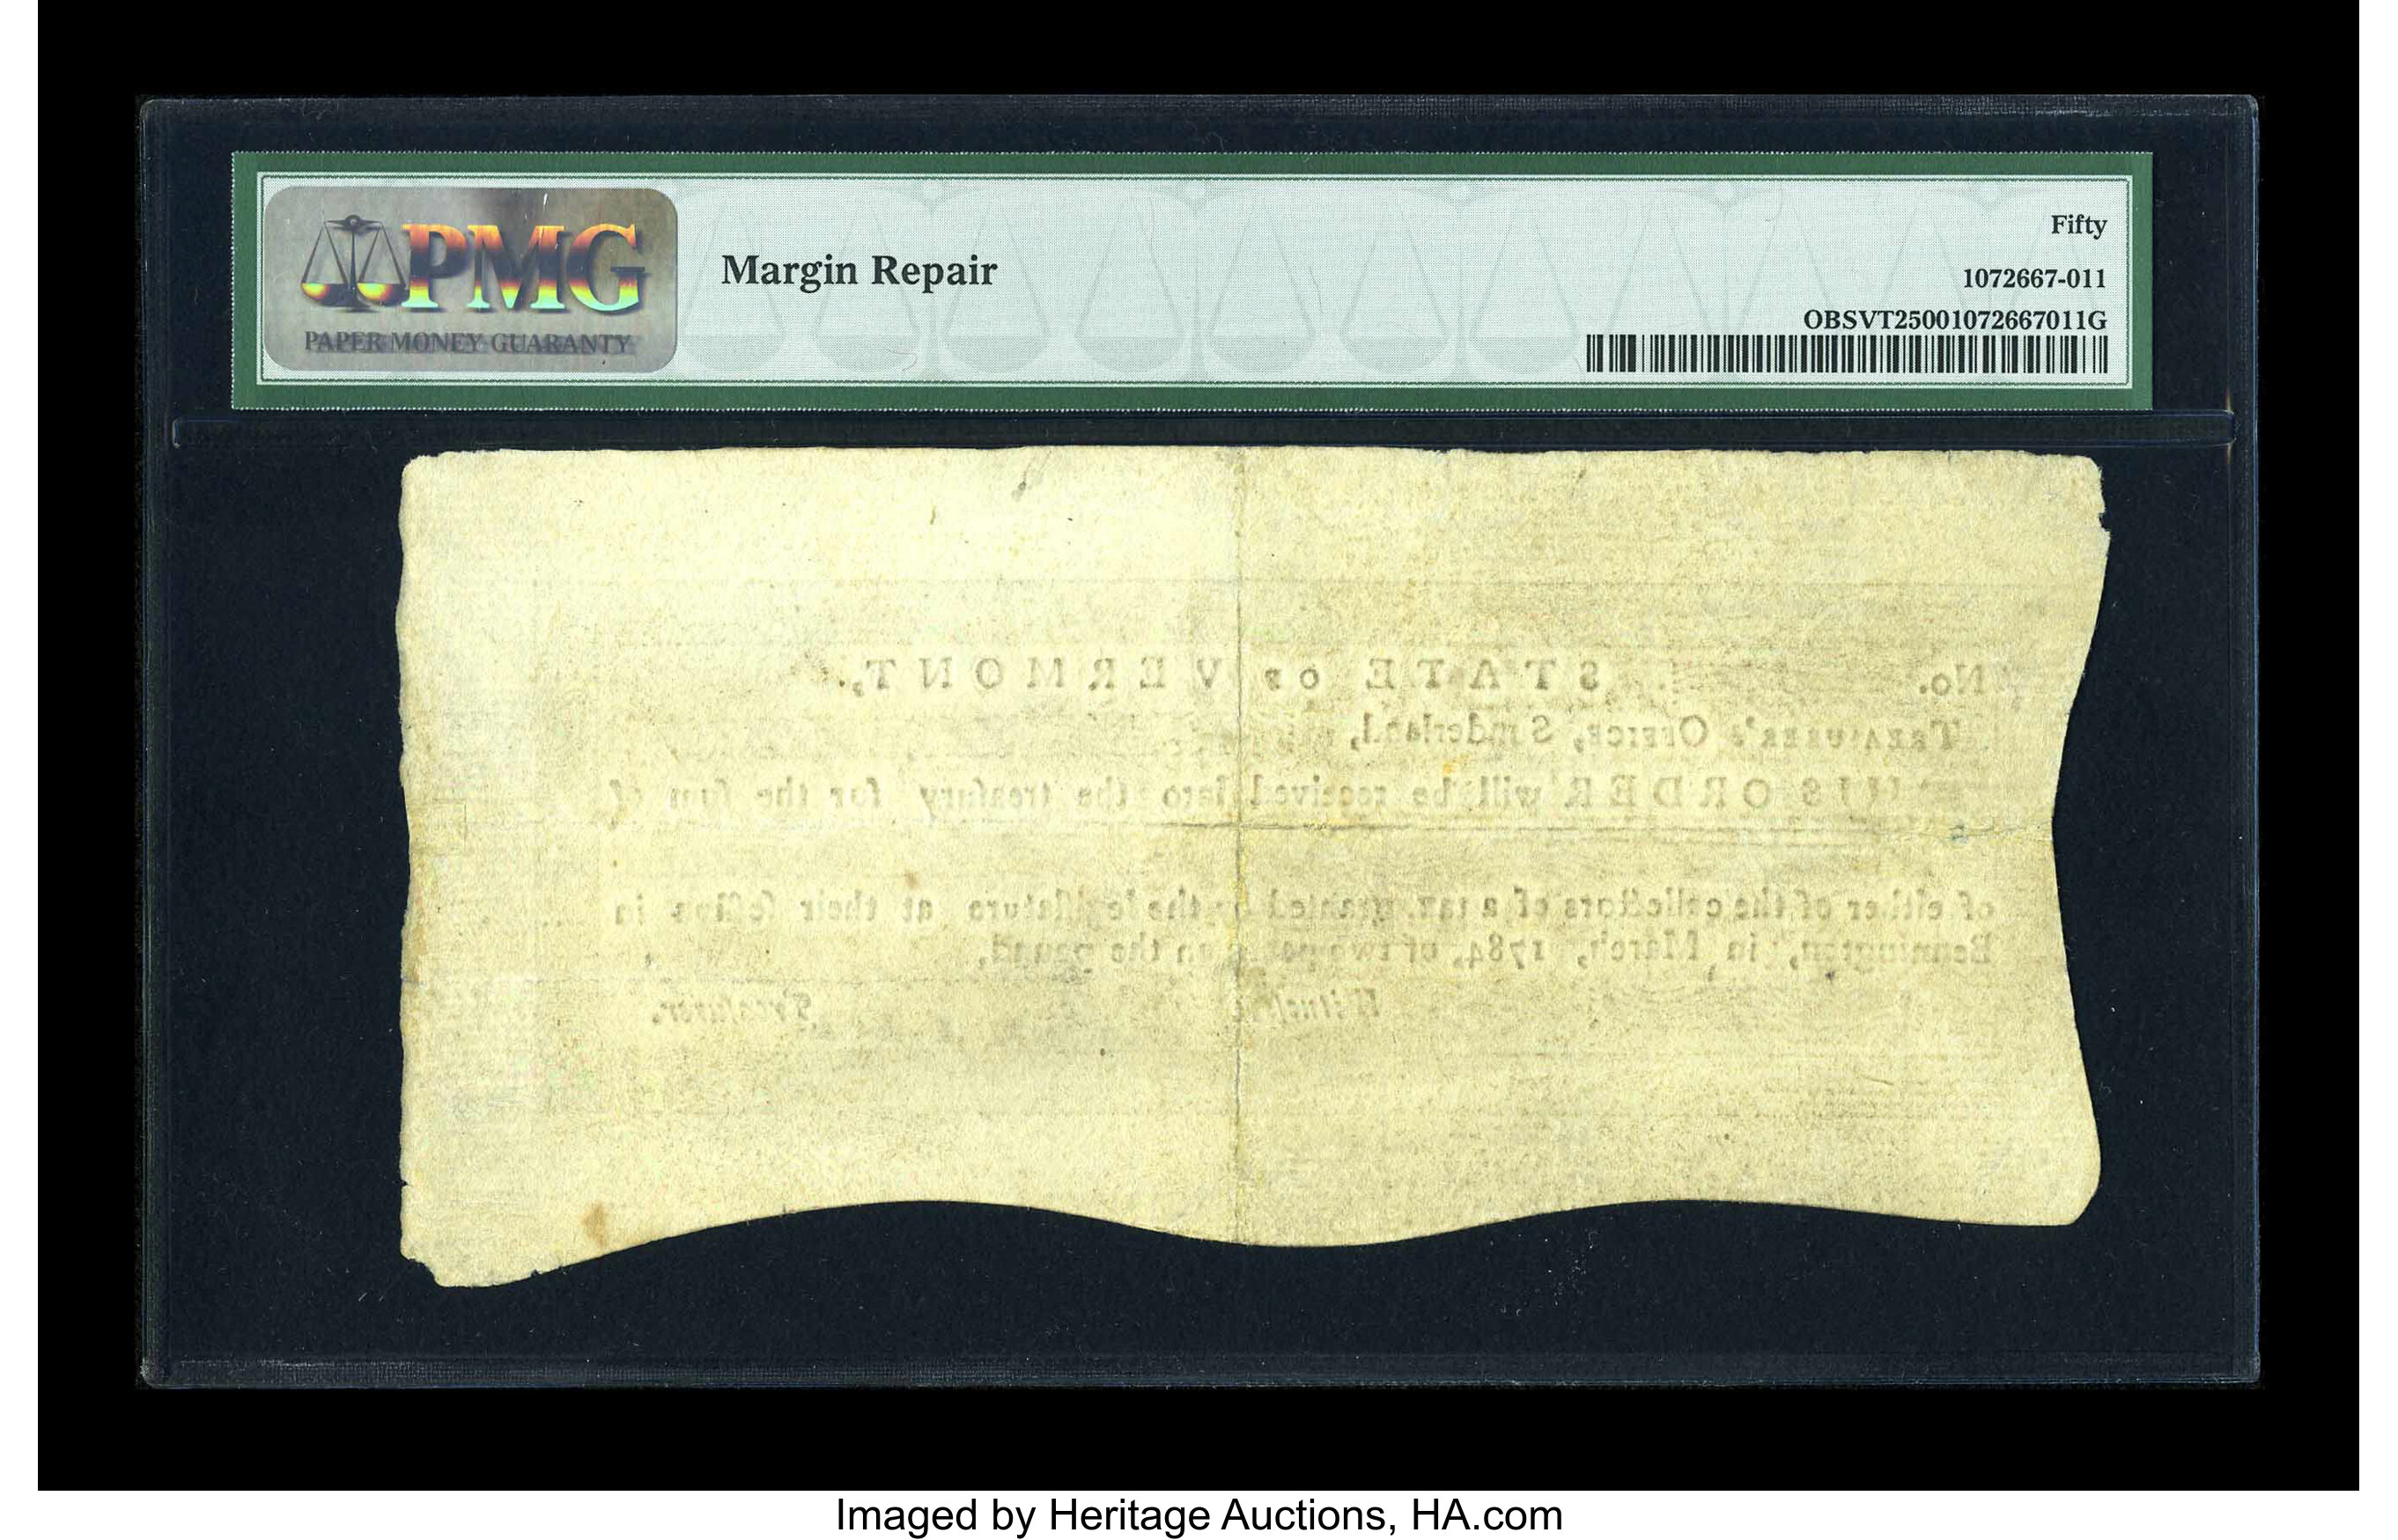 PMG
PAPER MONEY GUARANTY
Margin Repair
Fifty
1072667-011
OBSVT25001072667011G
No. STATE OF VERMONT,
TREASURER's OFFICE, Sunderland,
THIS ORDER will be received into the treasury for the sum of
of either of the collectors of a tax granted by the legislature at their session in
Bennington, in March, 1784, of two pence on the pound,
Witness Treasurer.
Imaged by Heritage Auctions, HA.com